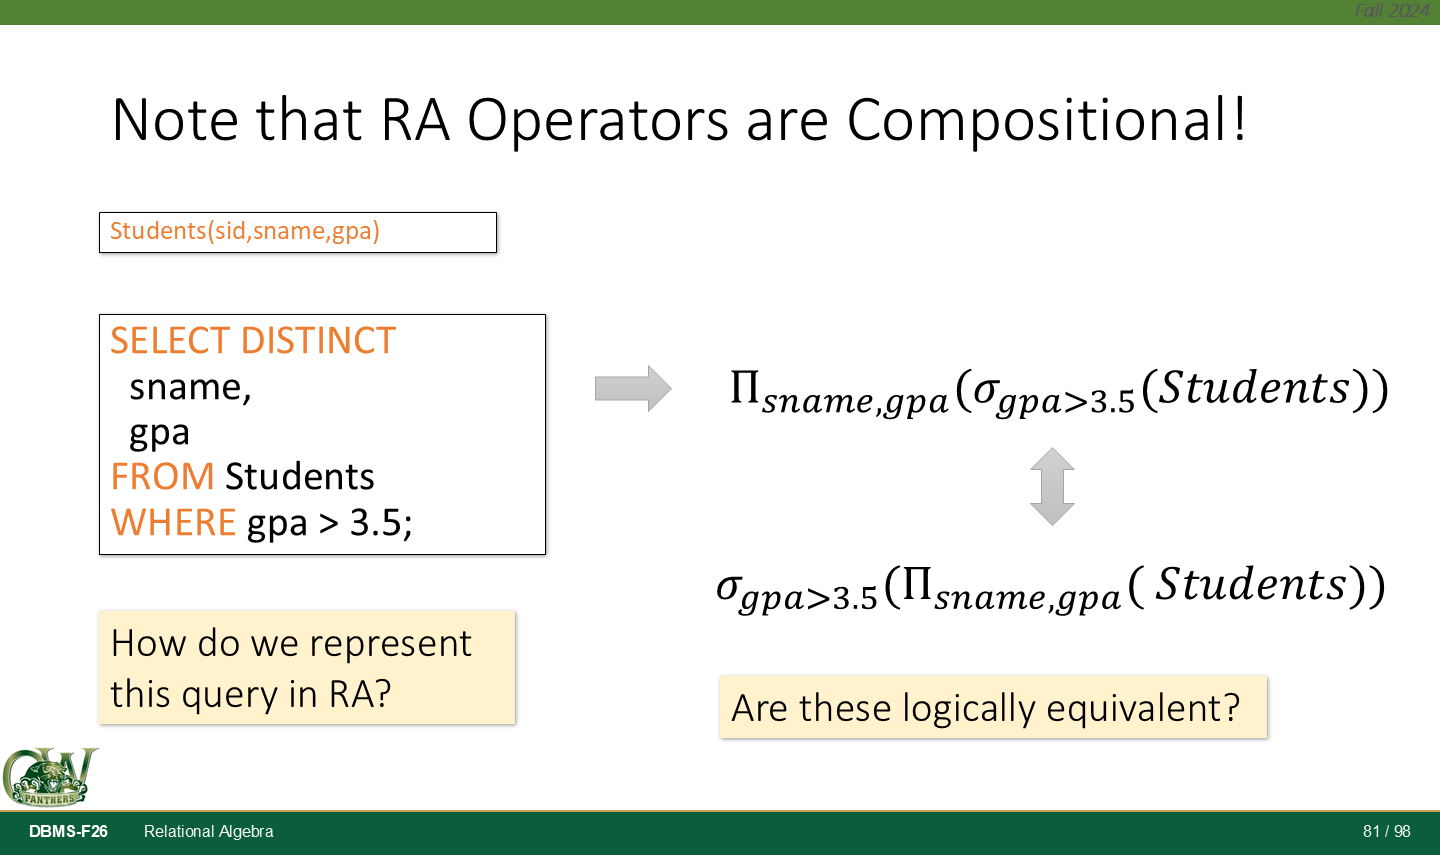 Fall 2024
Note that RA Operators are Compositional!
Students(sid,sname,gpa)
SELECT DISTINCT
sname,
gpa
FROM Students
WHERE gpa > 3.5;
Π_{sname,gpa}(σ_{gpa>3.5}(Students))
σ_{gpa>3.5}(Π_{sname,gpa}( Students))
How do we represent
this query in RA?
Are these logically equivalent?
OW
PANTHERS
DBMS-F26 Relational Algebra 81 / 98